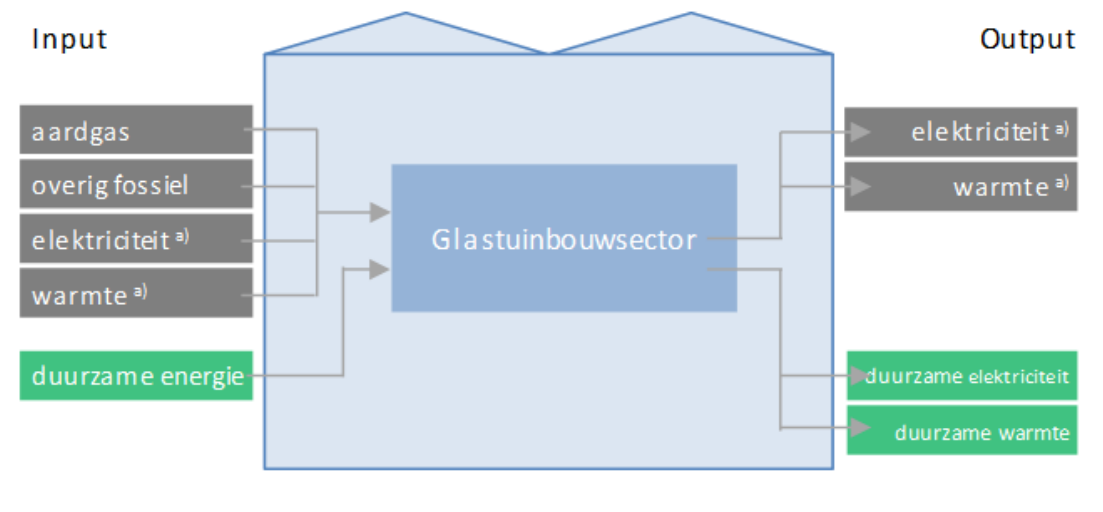 Input
Output
aardgas
overig fossiel
elektriciteit a)
warmte a)
duurzame energie
Glastuinbouwsector
elektriciteit a)
warmte a)
duurzame elektriciteit
duurzame warmte